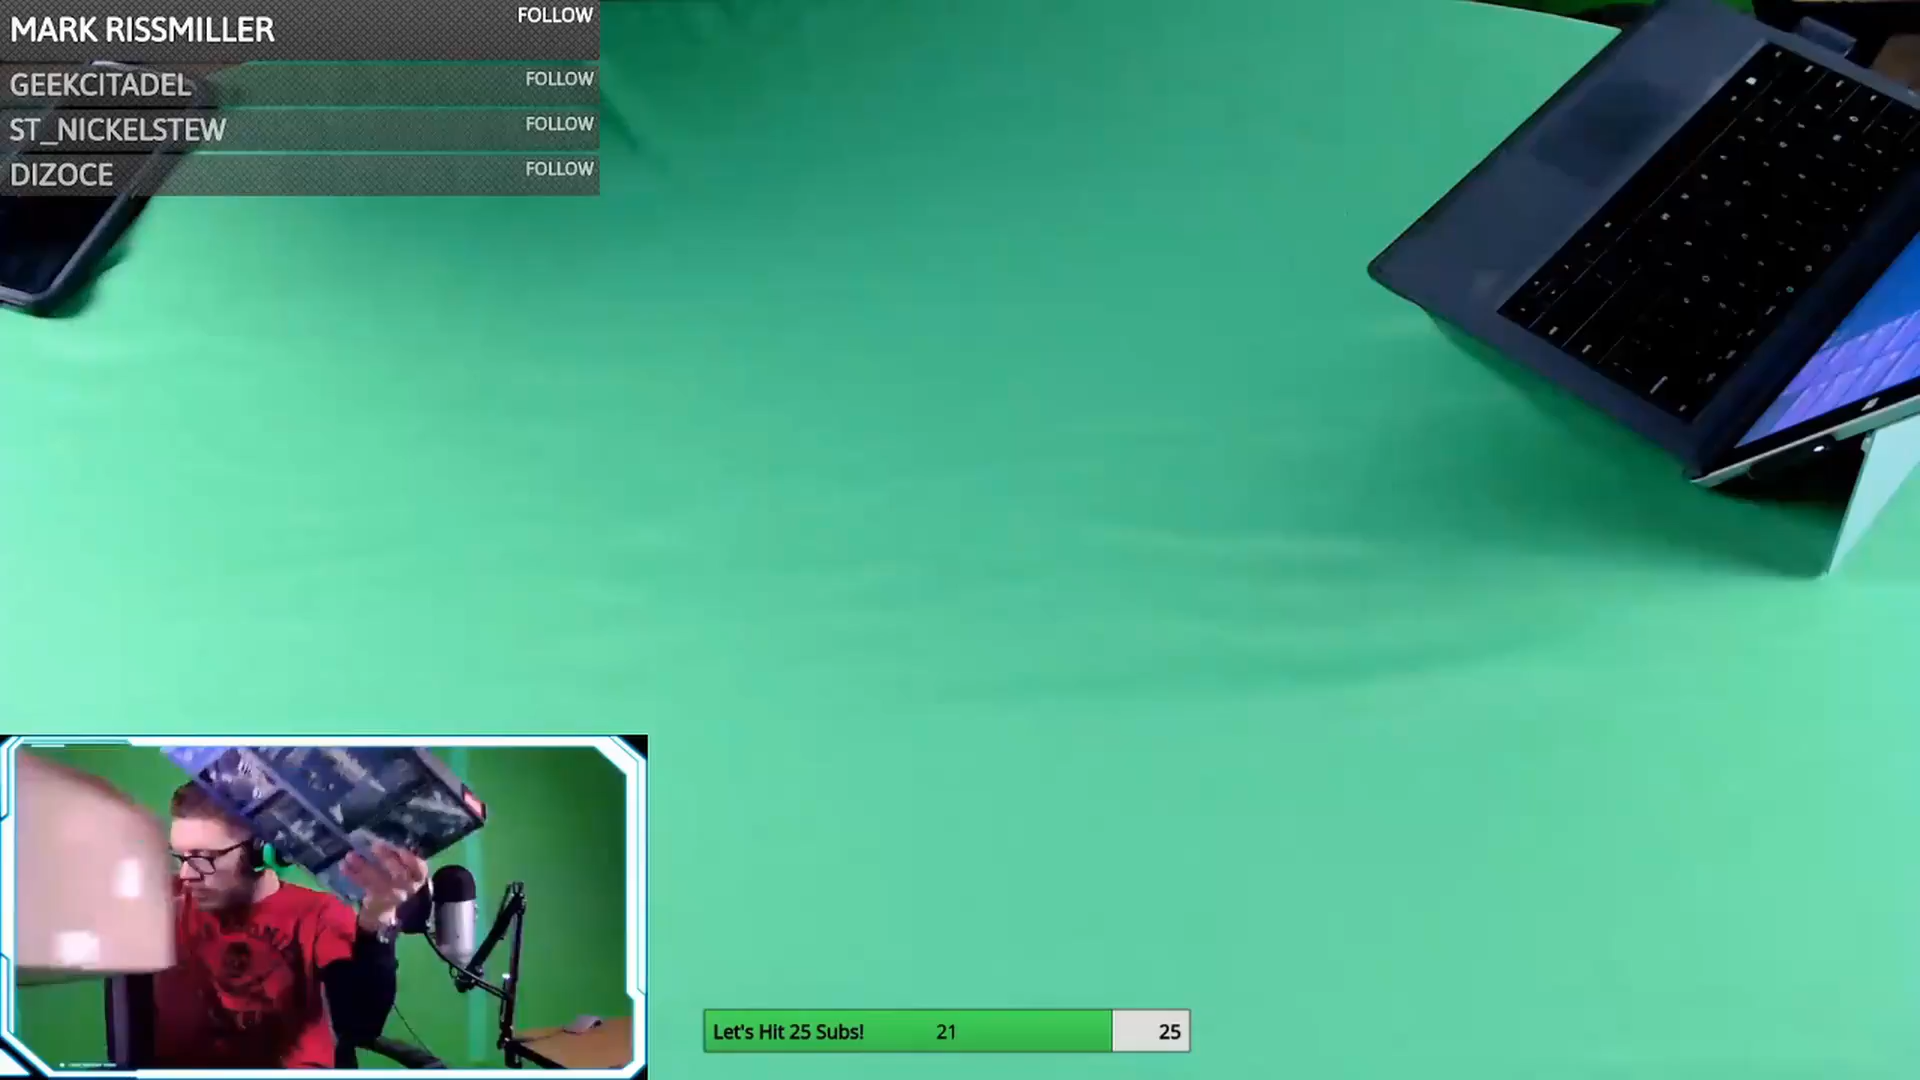 MARK RISSMILLER FOLLOW
GEEKCITADEL FOLLOW
ST_NICKELSTEW FOLLOW
DIZOCE FOLLOW
Let's Hit 25 Subs! 21 25